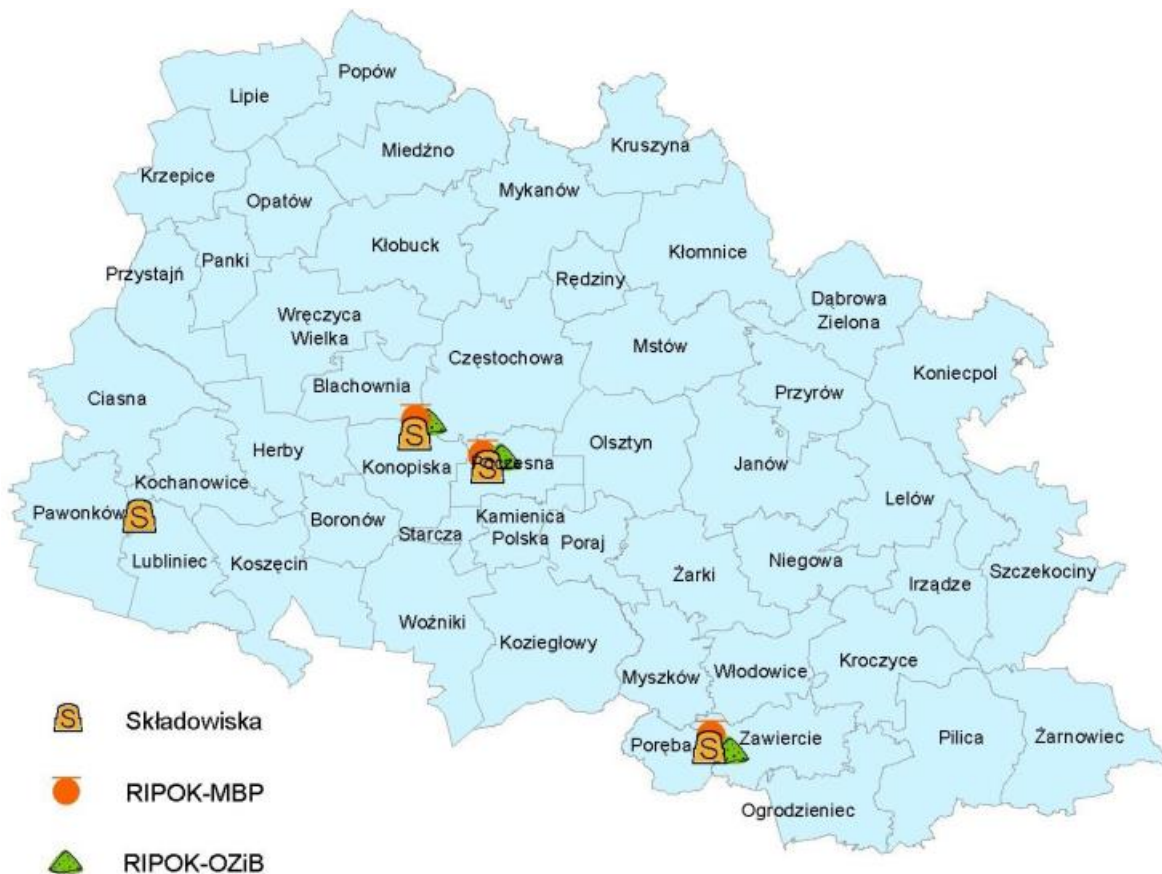 Popów
Lipie
Kruszyna
Miedźno
Krzepice
Mykanów
Opatów
Kłobuck
Kłomnice
Panki
Przystajń
Rędziny
Dąbrowa
Zielona
Wręczyca
Wielka
Mstów
Częstochowa
Koniecpol
Blachownia
Przyrów
Ciasna
S
Olsztyn
Herby
Poczesna
Janów
Konopiska
S
Kochanowice
Lelów
Pawonków
S
Kamienica
Polska
Boronów
Starcza
Poraj
Lubliniec
Koszęcin
Niegowa
Szczekociny
Żarki
Irządze
Woźniki
Koziegłowy
Kroczyce
Myszków
Włodowice
S
Składowiska
Poręba
S
Zawiercie
Pilica
Żarnowiec
RIPOK-MBP
Ogrodzieniec
RIPOK-OZiB